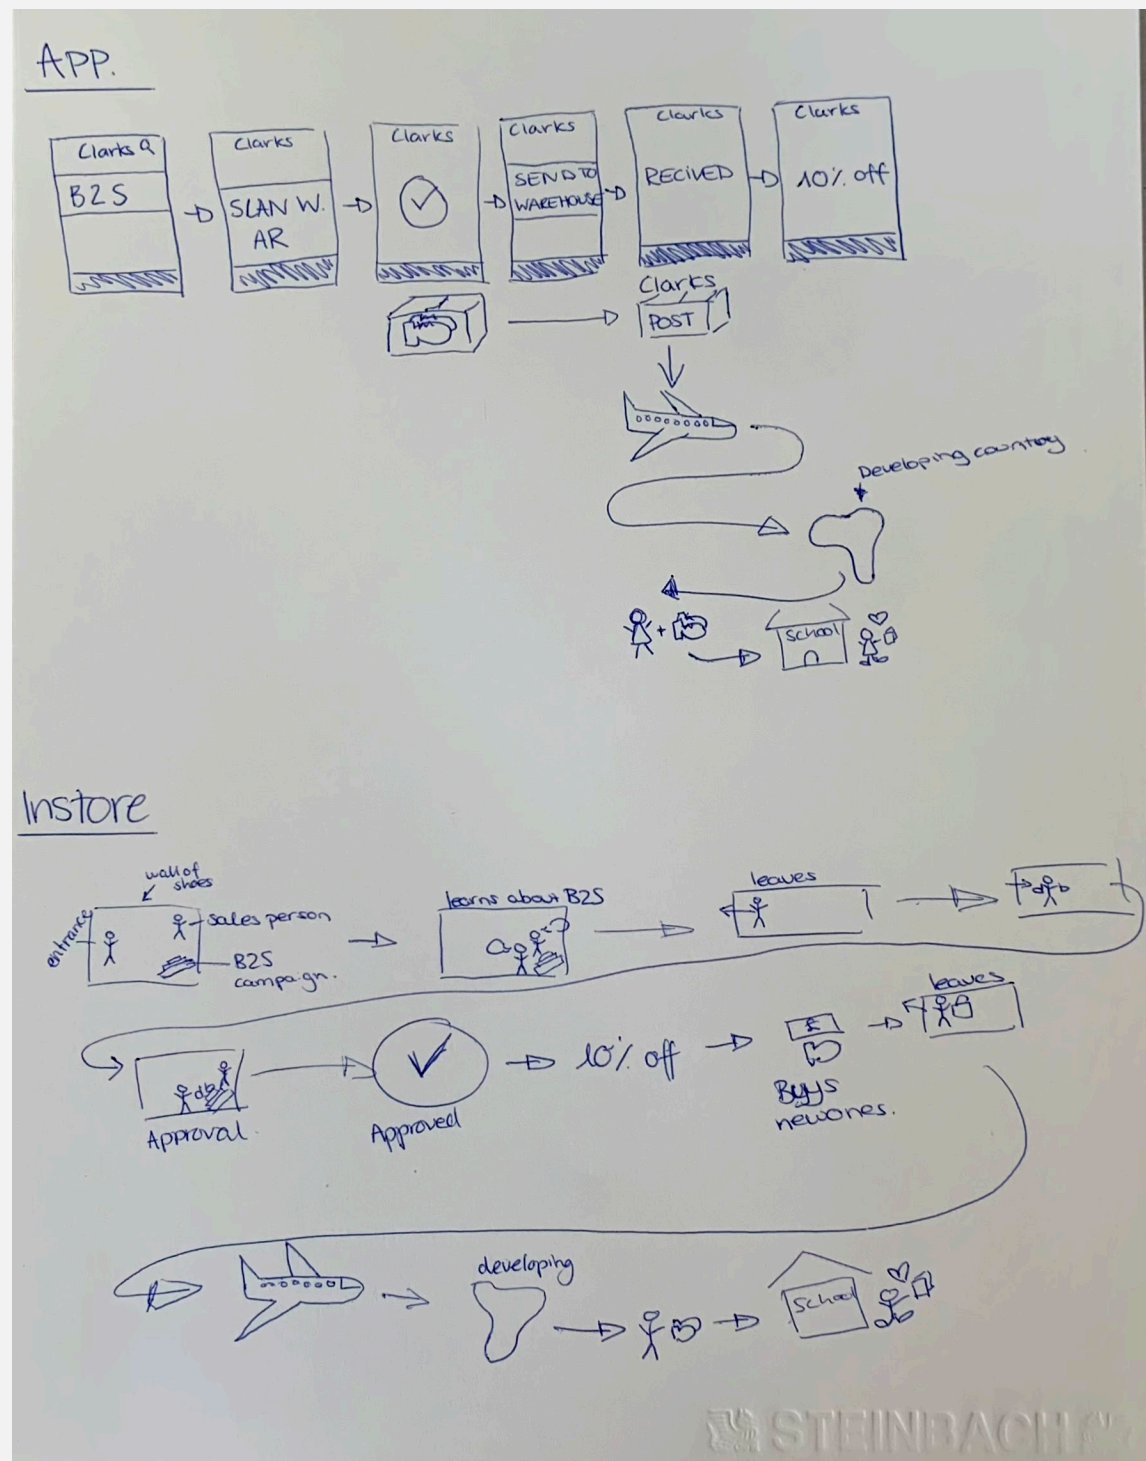 APP.
Clarks
B2S
Clarks
SCAN W.
AR
Clarks
Clarks
SEND TO
WAREHOUSE
Clarks
RECIVED
Clarks
10% off
Clarks
POST
Developing country
School
Instore
wall of
shoes
entrance
sales person
B2S
campaign.
learns about B2S
leaves
Approval
Approved
10% off
£
Buys
new ones.
leaves
developing
School
STEINBACH